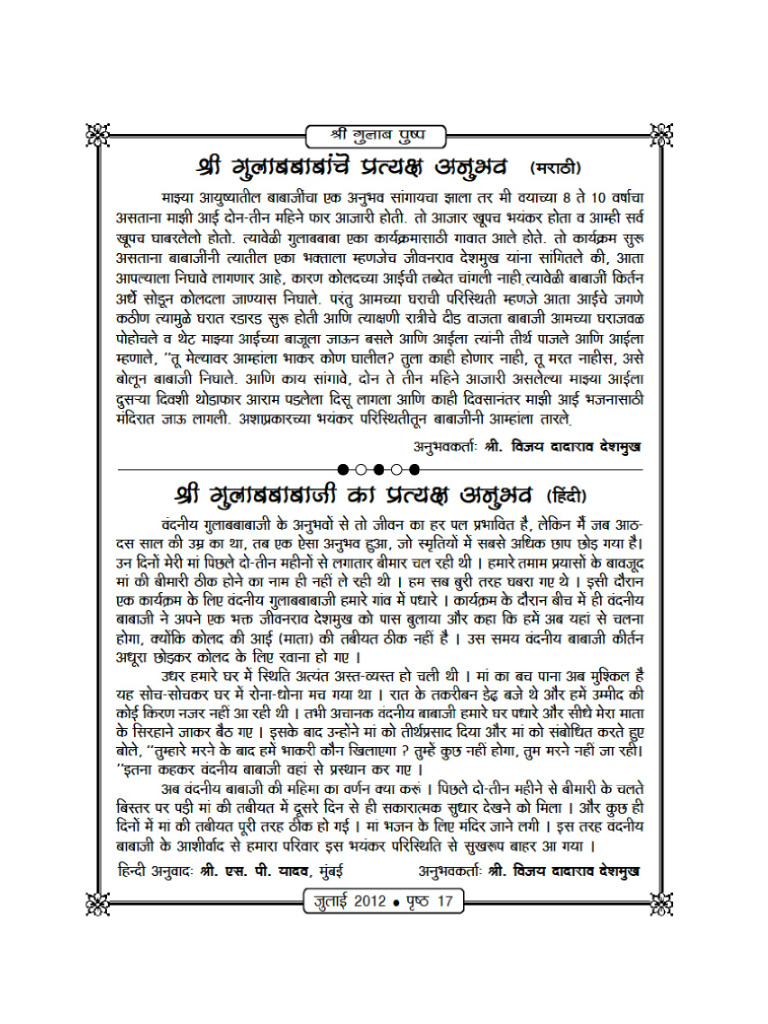 श्री गुलाब पुष्प
श्री गुलाबबाबांचे प्रत्यक्ष अनुभव (मराठी)
माझ्या आयुष्यातील बाबाजींचा एक अनुभव सांगायचा झाला तर मी वयाच्या 8 ते 10 वर्षाचा
असताना माझी आई दोन-तीन महिने फार आजारी होती. तो आजार खूपच भयंकर होता व आम्ही सर्व
खूपच घाबरलेलो होतो. त्यावेळी गुलाबबाबा एका कार्यक्रमासाठी गावात आले होते. तो कार्यक्रम सुरू
असताना बाबाजींनी त्यातील एका भक्ताला म्हणजेच जीवनराव देशमुख यांना सांगितले की, आता
आपल्याला निघावे लागणार आहे, कारण कोलदच्या आईची तब्येत चांगली नाही.त्यावेळी बाबाजी किर्तन
अर्धे सोडून कोलदला जाण्यास निघाले. परंतु आमच्या घराची परिस्थिती म्हणजे आता आईचे जगणे
कठीण त्यामुळे घरात रडारड सुरू होती आणि त्याक्षणी रात्रीचे दीड वाजता बाबाजी आमच्या घराजवळ
पोहोचले व थेट माझ्या आईच्या बाजूला जाऊन बसले आणि आईला त्यांनी तीर्थ पाजले आणि आईला
म्हणाले, ‘‘तू मेल्यावर आम्हांला भाकर कोण घालील? तुला काही होणार नाही, तू मरत नाहीस, असे
बोलून बाबाजी निघाले. आणि काय सांगावे, दोन ते तीन महिने आजारी असलेल्या माझ्या आईला
दुसऱ्या दिवशी थोडाफार आराम पडलेला दिसू लागला आणि काही दिवसानंतर माझी आई भजनासाठी
मंदिरात जाऊ लागली. अशाप्रकारच्या भयंकर परिस्थितीतून बाबाजींनी आम्हांला तारले.
अनुभवकर्ताः श्री. विजय दादाराव देशमुख
श्री गुलाबबाबाजी का प्रत्यक्ष अनुभव (हिंदी)
वंदनीय गुलाबबाबाजी के अनुभवों से तो जीवन का हर पल प्रभावित है, लेकिन मैं जब आठ-
दस साल की उम्र का था, तब एक ऐसा अनुभव हुआ, जो स्मृतियों में सबसे अधिक छाप छोड़ गया है।
उन दिनों मेरी मां पिछले दो-तीन महीनों से लगातार बीमार चल रही थी । हमारे तमाम प्रयासों के बावजूद
मां की बीमारी ठीक होने का नाम ही नहीं ले रही थी । हम सब बुरी तरह घबरा गए थे । इसी दौरान
एक कार्यक्रम के लिए वंदनीय गुलाबबाबाजी हमारे गांव में पधारे । कार्यक्रम के दौरान बीच में ही वंदनीय
बाबाजी ने अपने एक भक्त जीवनराव देशमुख को पास बुलाया और कहा कि हमें अब यहां से चलना
होगा, क्योंकि कोलद की आई (माता) की तबीयत ठीक नहीं है । उस समय वंदनीय बाबाजी कीर्तन
अधूरा छोड़कर कोलद के लिए रवाना हो गए ।
उधर हमारे घर में स्थिति अत्यंत अस्त-व्यस्त हो चली थी । मां का बच पाना अब मुश्किल है
यह सोच-सोचकर घर में रोना-धोना मच गया था । रात के तकरीबन डेढ़ बजे थे और हमें उम्मीद की
कोई किरण नजर नहीं आ रही थी । तभी अचानक वंदनीय बाबाजी हमारे घर पधारे और सीधे मेरा माता
के सिरहाने जाकर बैठ गए । इसके बाद उन्होंने मां को तीर्थप्रसाद दिया और मां को संबोधित करते हुए
बोले, ‘‘तुम्हारे मरने के बाद हमें भाकरी कौन खिलाएगा ? तुम्हें कुछ नहीं होगा, तुम मरने नहीं जा रही।
‘‘इतना कहकर वंदनीय बाबाजी वहां से प्रस्थान कर गए ।
अब वंदनीय बाबाजी की महिमा का वर्णन क्या करूं । पिछले दो-तीन महीने से बीमारी के चलते
बिस्तर पर पड़ी मां की तबीयत में दूसरे दिन से ही सकारात्मक सुधार देखने को मिला । और कुछ ही
दिनों में मां की तबीयत पूरी तरह ठीक हो गई । मां भजन के लिए मंदिर जाने लगी । इस तरह वंदनीय
बाबाजी के आशीर्वाद से हमारा परिवार इस भयंकर परिस्थिति से सुखरूप बाहर आ गया ।
हिन्दी अनुवादः श्री. एस. पी. यादव, मुंबई अनुभवकर्ताः श्री. विजय दादाराव देशमुख
जुलाई 2012 ● पृष्ठ 17